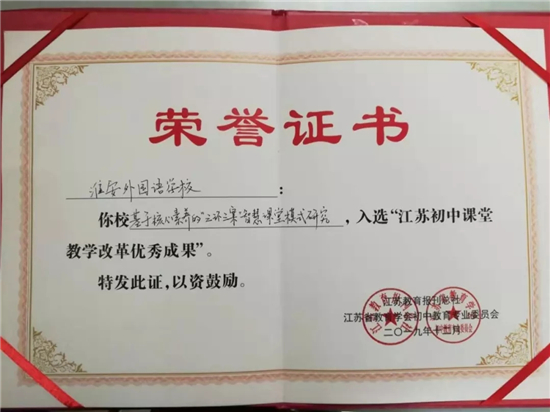 荣誉证书
淮安外国语学校：
你校基于核心素养的“三环三寨”智慧课堂模式研究，入选“江苏初中课堂
教学改革优秀成果”。
特发此证，以资鼓励。
江苏教育报刊总社
江苏省教育学会初中教育专业委员会
二〇一九年十二月